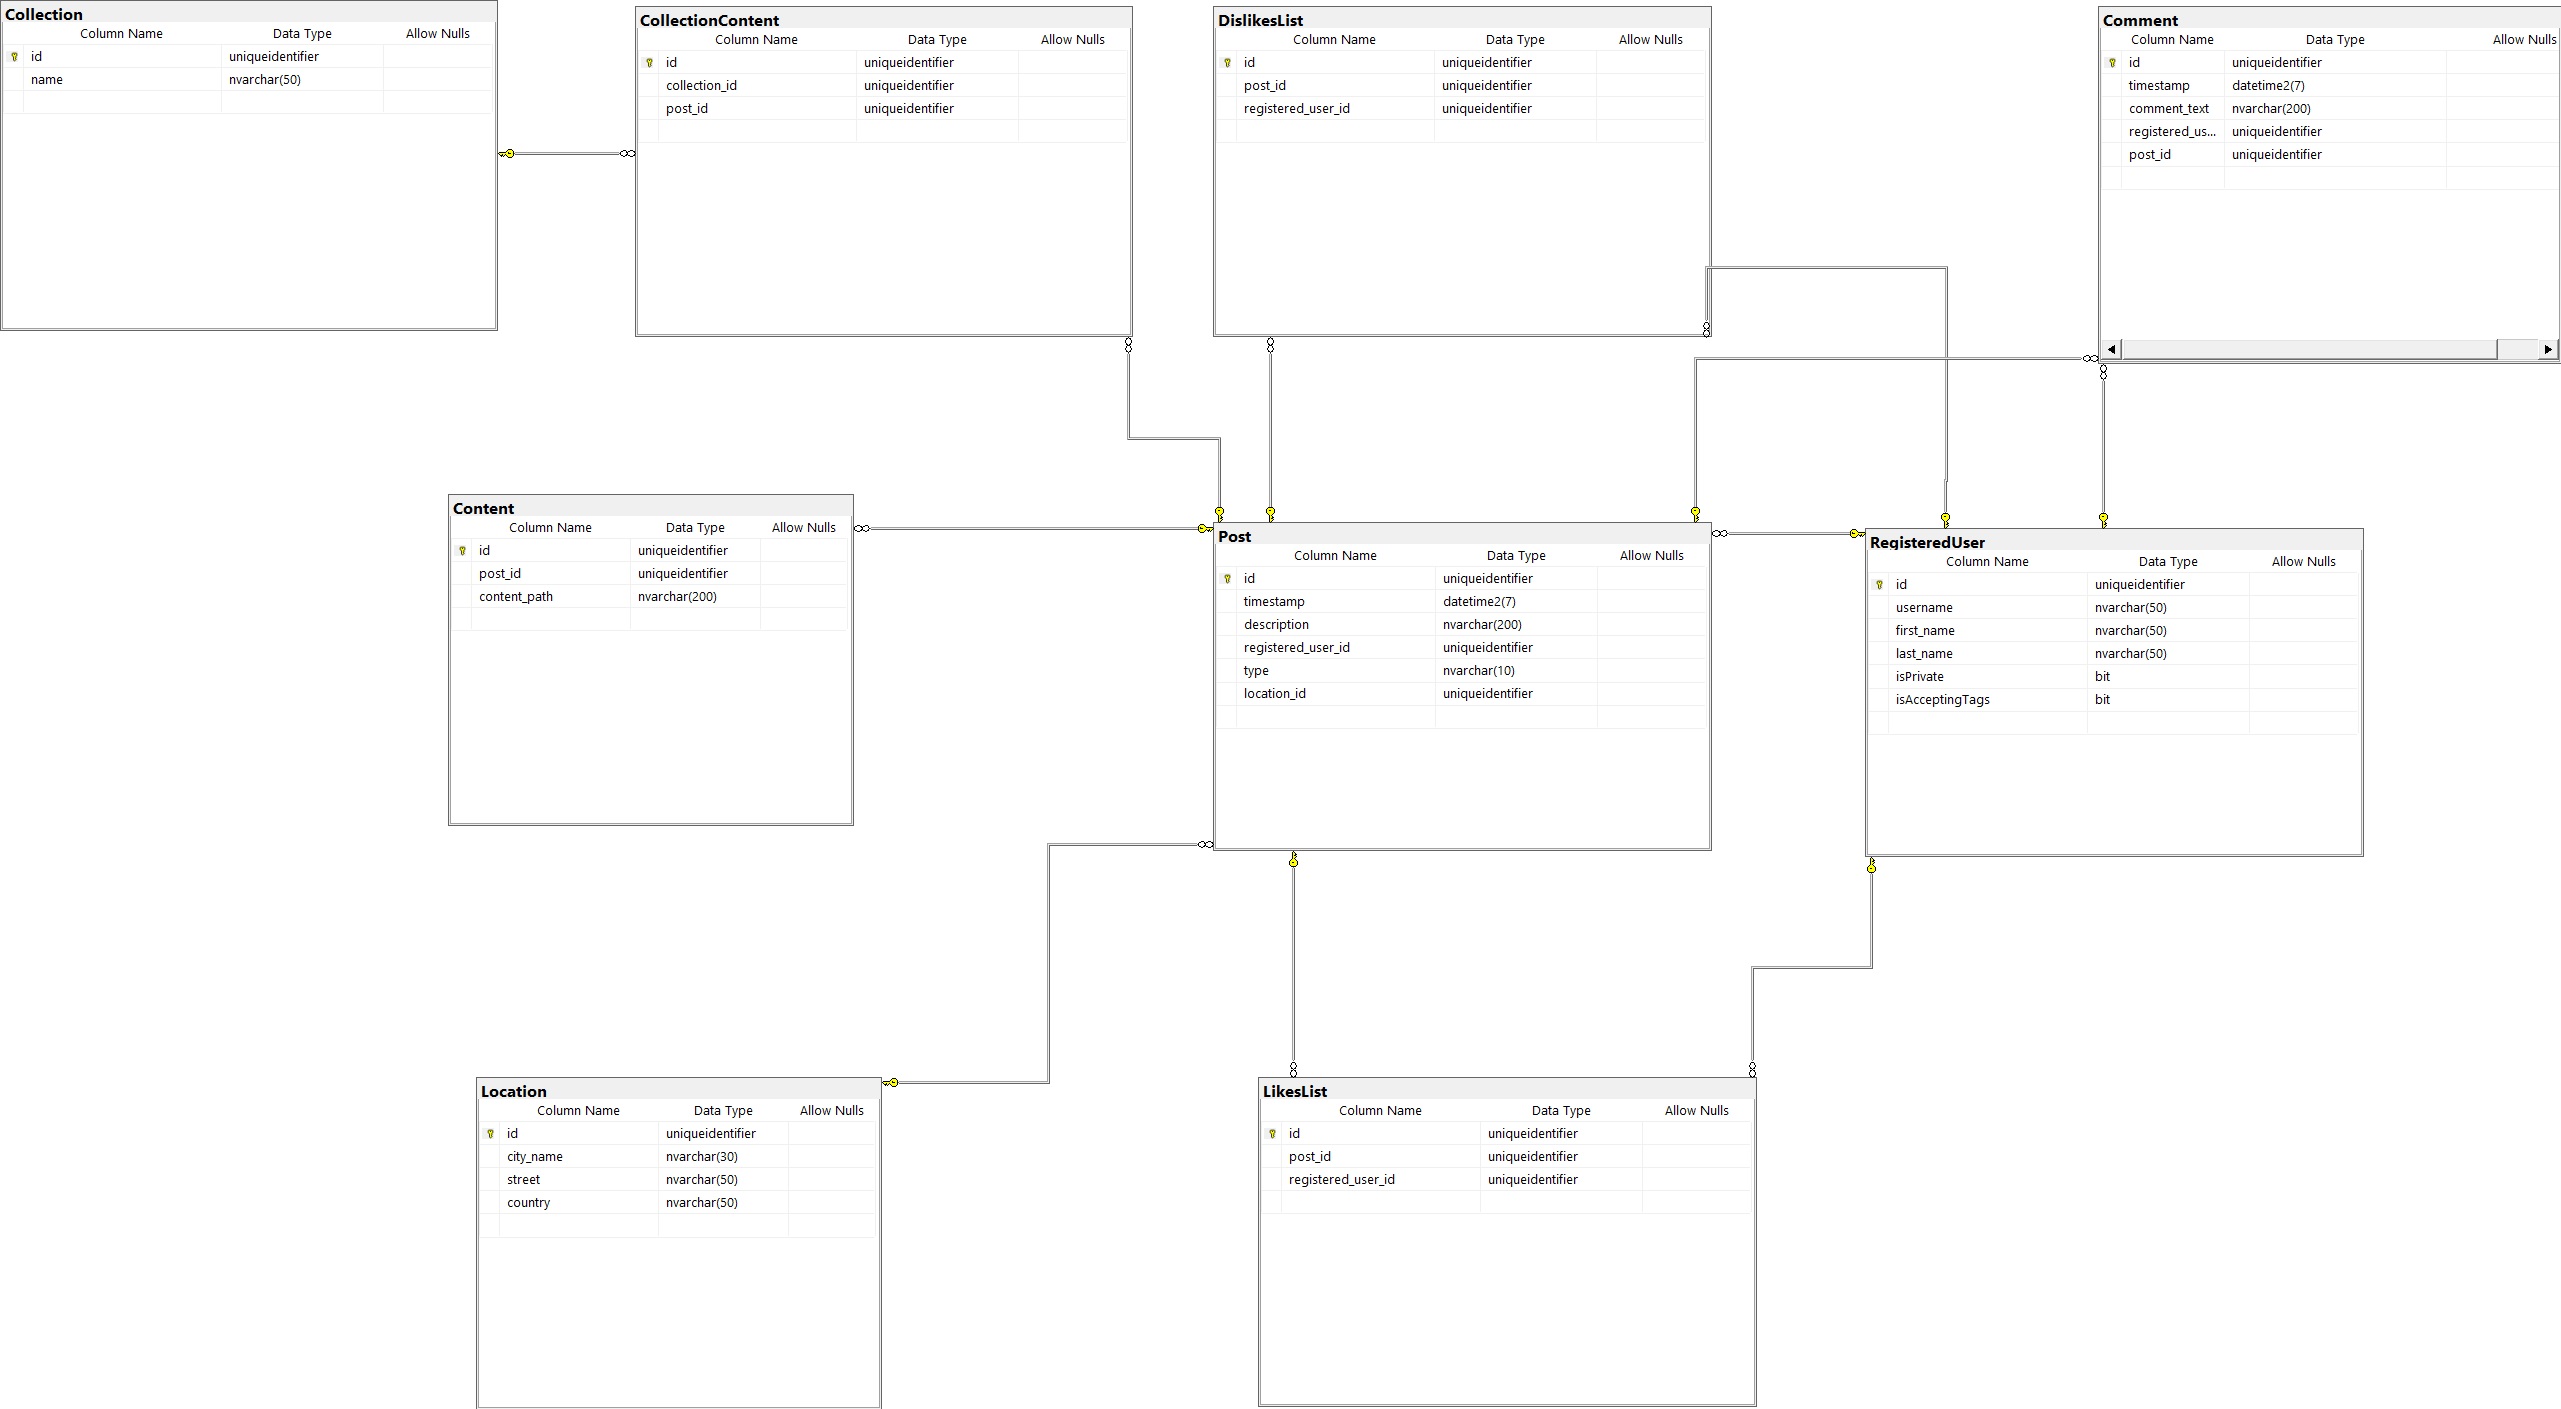 Collection
Column Name Data Type Allow Nulls
id uniqueidentifier
name nvarchar(50)
CollectionContent
Column Name Data Type Allow Nulls
id uniqueidentifier
collection_id uniqueidentifier
post_id uniqueidentifier
DislikesList
Column Name Data Type Allow Nulls
id uniqueidentifier
post_id uniqueidentifier
registered_user_id uniqueidentifier
Comment
Column Name Data Type Allow Nulls
id uniqueidentifier
timestamp datetime2(7)
comment_text nvarchar(200)
registered_us... uniqueidentifier
post_id uniqueidentifier
Content
Column Name Data Type Allow Nulls
id uniqueidentifier
post_id uniqueidentifier
content_path nvarchar(200)
Post
Column Name Data Type Allow Nulls
id uniqueidentifier
timestamp datetime2(7)
description nvarchar(200)
registered_user_id uniqueidentifier
type nvarchar(10)
location_id uniqueidentifier
RegisteredUser
Column Name Data Type Allow Nulls
id uniqueidentifier
username nvarchar(50)
first_name nvarchar(50)
last_name nvarchar(50)
isPrivate bit
isAcceptingTags bit
Location
Column Name Data Type Allow Nulls
id uniqueidentifier
city_name nvarchar(30)
street nvarchar(50)
country nvarchar(50)
LikesList
Column Name Data Type Allow Nulls
id uniqueidentifier
post_id uniqueidentifier
registered_user_id uniqueidentifier